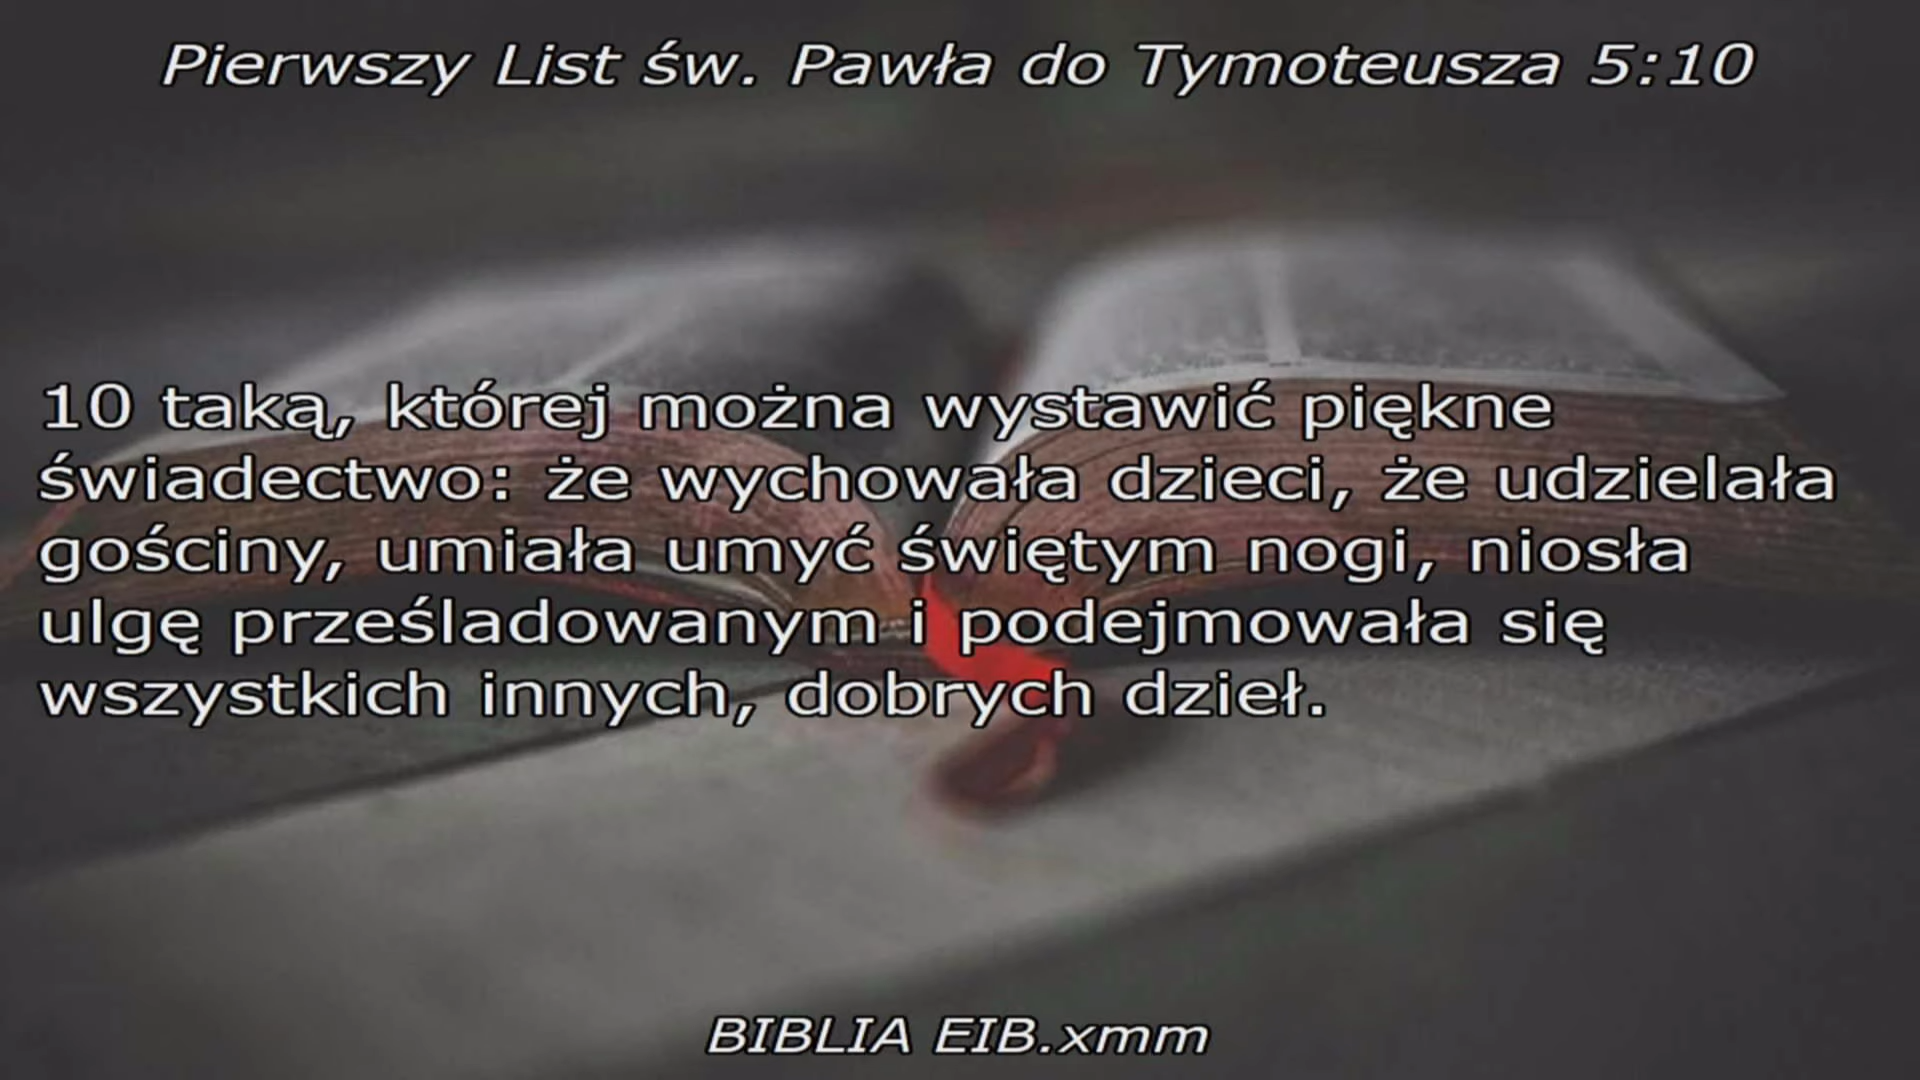 Pierwszy List św. Pawła do Tymoteusza 5:10
10 taką, której można wystawić piękne
świadectwo: że wychowała dzieci, że udzielała
gościny, umiała umyć świętym nogi, niosła
ulgę prześladowanym i podejmowała się
wszystkich innych, dobrych dzieł.
BIBLIA EIB.xmm